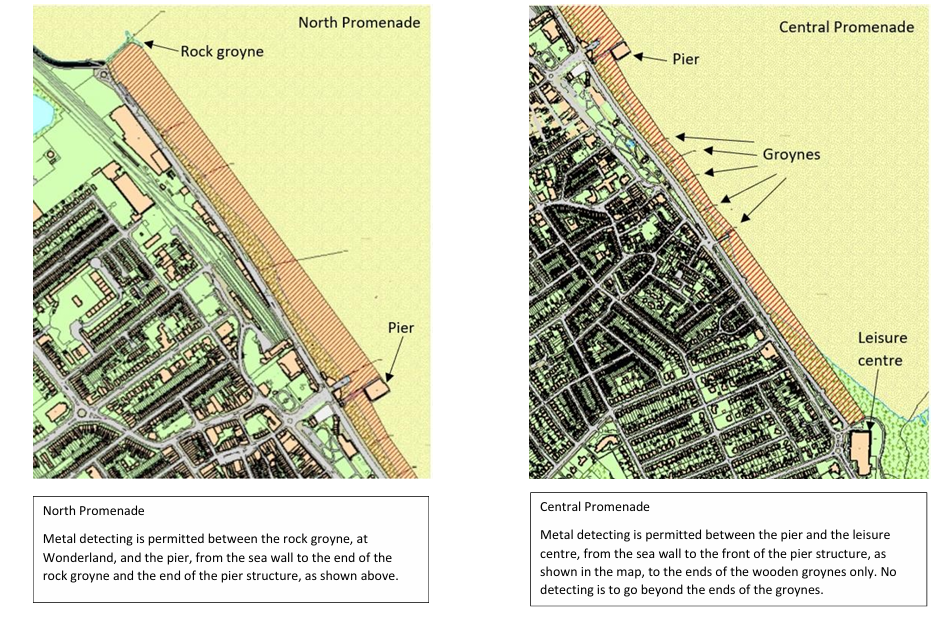 North Promenade
Rock groyne
Pier
Central Promenade
Pier
Groynes
Leisure
centre
North Promenade
Metal detecting is permitted between the rock groyne, at
Wonderland, and the pier, from the sea wall to the end of the
rock groyne and the end of the pier structure, as shown above.
Central Promenade
Metal detecting is permitted between the pier and the leisure
centre, from the sea wall to the front of the pier structure, as
shown in the map, to the ends of the wooden groynes only. No
detecting is to go beyond the ends of the groynes.